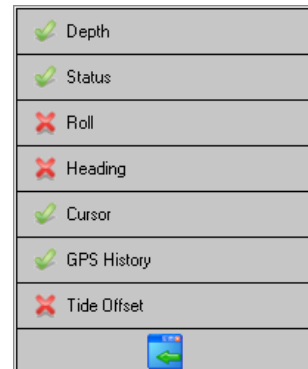 Depth
Status
Roll
Heading
Cursor
GPS History
Tide Offset